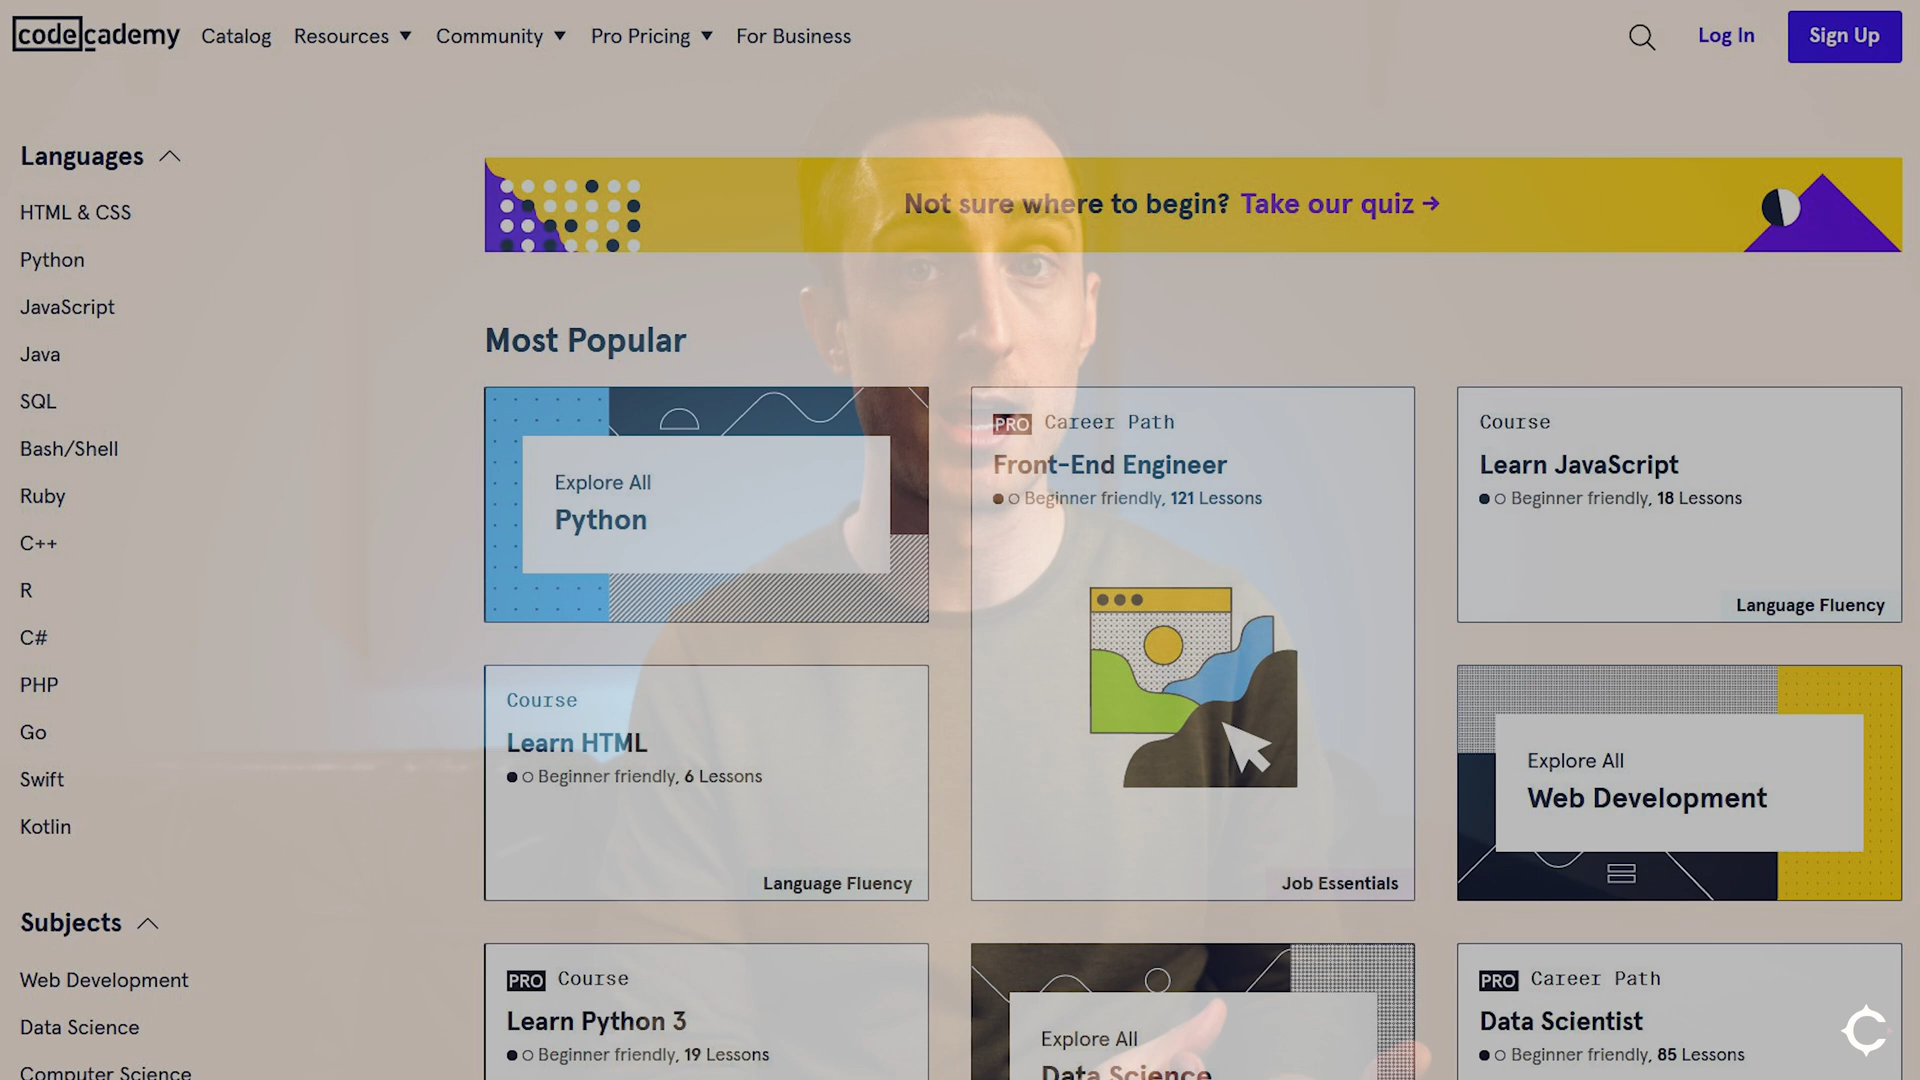 codecademy Catalog Resources Community Pro Pricing For Business Log In Sign Up
Languages
HTML & CSS
Python
JavaScript
Java
SQL
Bash/Shell
Ruby
C++
R
C#
PHP
Go
Swift
Kotlin
Subjects
Web Development
Data Science
Computer Science
Not sure where to begin? Take our quiz →
Most Popular
Explore All
Python
PRO Career Path
Front-End Engineer
Beginner friendly, 121 Lessons
Job Essentials
Course
Learn JavaScript
Beginner friendly, 18 Lessons
Language Fluency
Course
Learn HTML
Beginner friendly, 6 Lessons
Language Fluency
Explore All
Web Development
PRO Course
Learn Python 3
Beginner friendly, 19 Lessons
Explore All
Data Science
PRO Career Path
Data Scientist
Beginner friendly, 85 Lessons